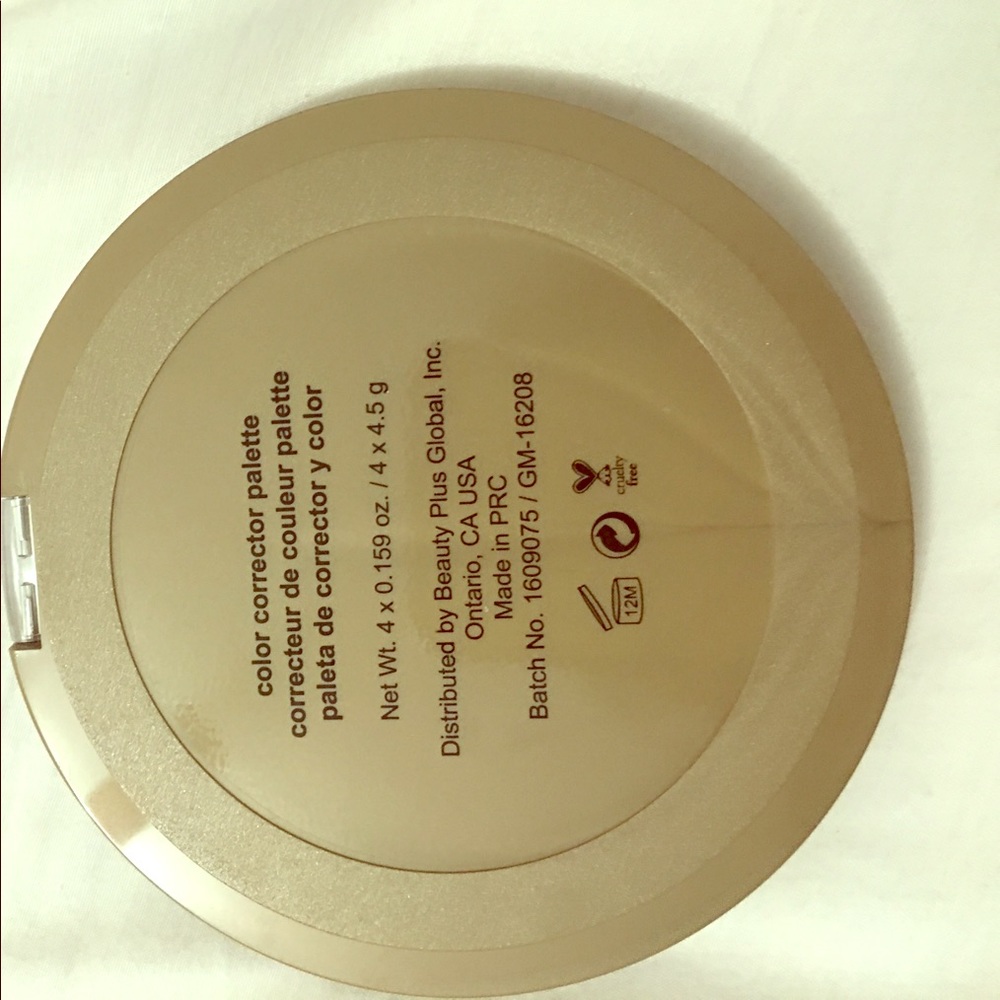 color corrector palette
correcteur de couleur palette
paleta de corrector y color
Net Wt. 4 x 0.159 oz. / 4 x 4.5 g
Distributed by Beauty Plus Global, Inc.
Ontario, CA USA
Made in PRC
Batch No. 1609075 / GM-16208
12M
cruelty
free